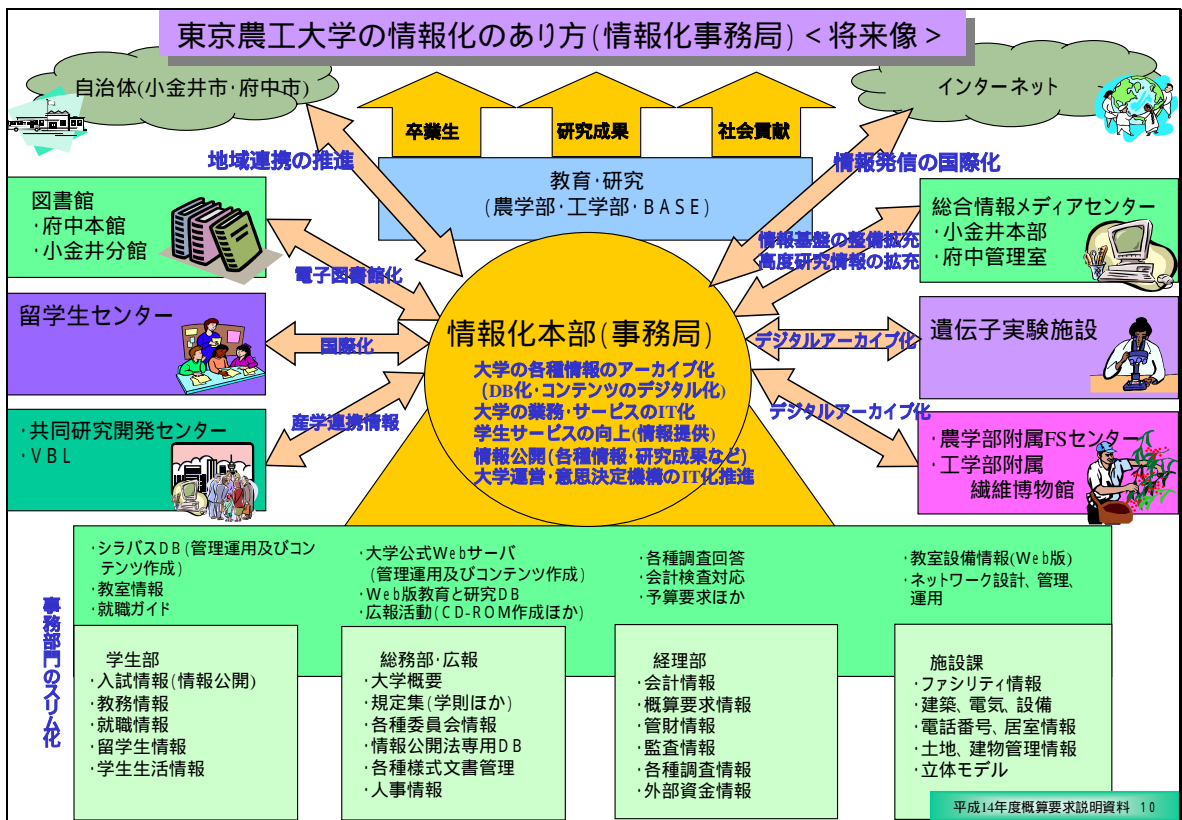 東京農工大学の情報化のあり方(情報化事務局)<将来像>
自治体(小金井市・府中市)
インターネット
卒業生
研究成果
社会貢献
地域連携の推進
情報発信の国際化
教育・研究
(農学部・工学部・BASE)
図書館
・府中本館
・小金井分館
総合情報メディアセンター
・小金井本部
・府中管理室
情報基盤の整備拡充
高度研究情報の拡充
電子図書館化
留学生センター
国際化
情報化本部(事務局)
デジタルアーカイブ化
遺伝子実験施設
大学の各種情報のアーカイブ化
(DB化・コンテンツのデジタル化)
大学の業務・サービスのIT化
学生サービスの向上(情報提供)
情報公開(各種情報・研究成果など)
大学運営・意思決定機構のIT化推進
産学連携情報
デジタルアーカイブ化
・共同研究開発センター
・VBL
・農学部附属FSセンター
・工学部附属
繊維博物館
・シラバスDB(管理運用及びコン
テンツ作成)
・教室情報
・就職ガイド
・大学公式Webサーバ
(管理運用及びコンテンツ作成)
・Web版教育と研究DB
・広報活動(CD-ROM作成ほか)
・各種調査回答
・会計検査対応
・予算要求ほか
・教室設備情報(Web版)
・ネットワーク設計、管理、
運用
事務部門のスリム化
学生部
・入試情報(情報公開)
・教務情報
・就職情報
・留学生情報
・学生生活情報
総務部・広報
・大学概要
・規定集(学則ほか)
・各種委員会情報
・情報公開法専用DB
・各種様式文書管理
・人事情報
経理部
・会計情報
・概算要求情報
・管財情報
・監査情報
・各種調査情報
・外部資金情報
施設課
・ファシリティ情報
・建築、電気、設備
・電話番号、居室情報
・土地、建物管理情報
・立体モデル
平成14年度概算要求説明資料 10